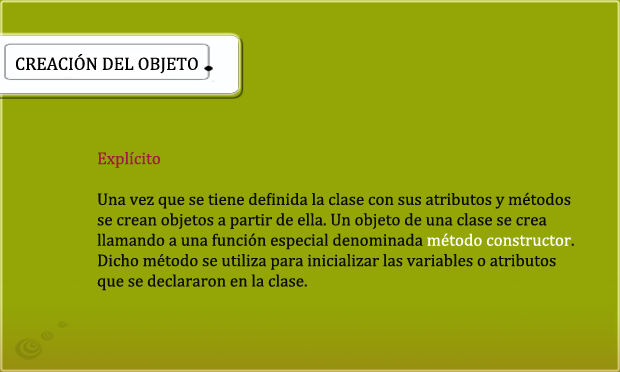 CREACIÓN DEL OBJETO
Explícito
Una vez que se tiene definida la clase con sus atributos y métodos
se crean objetos a partir de ella. Un objeto de una clase se crea
llamando a una función especial denominada método constructor.
Dicho método se utiliza para inicializar las variables o atributos
que se declararon en la clase.